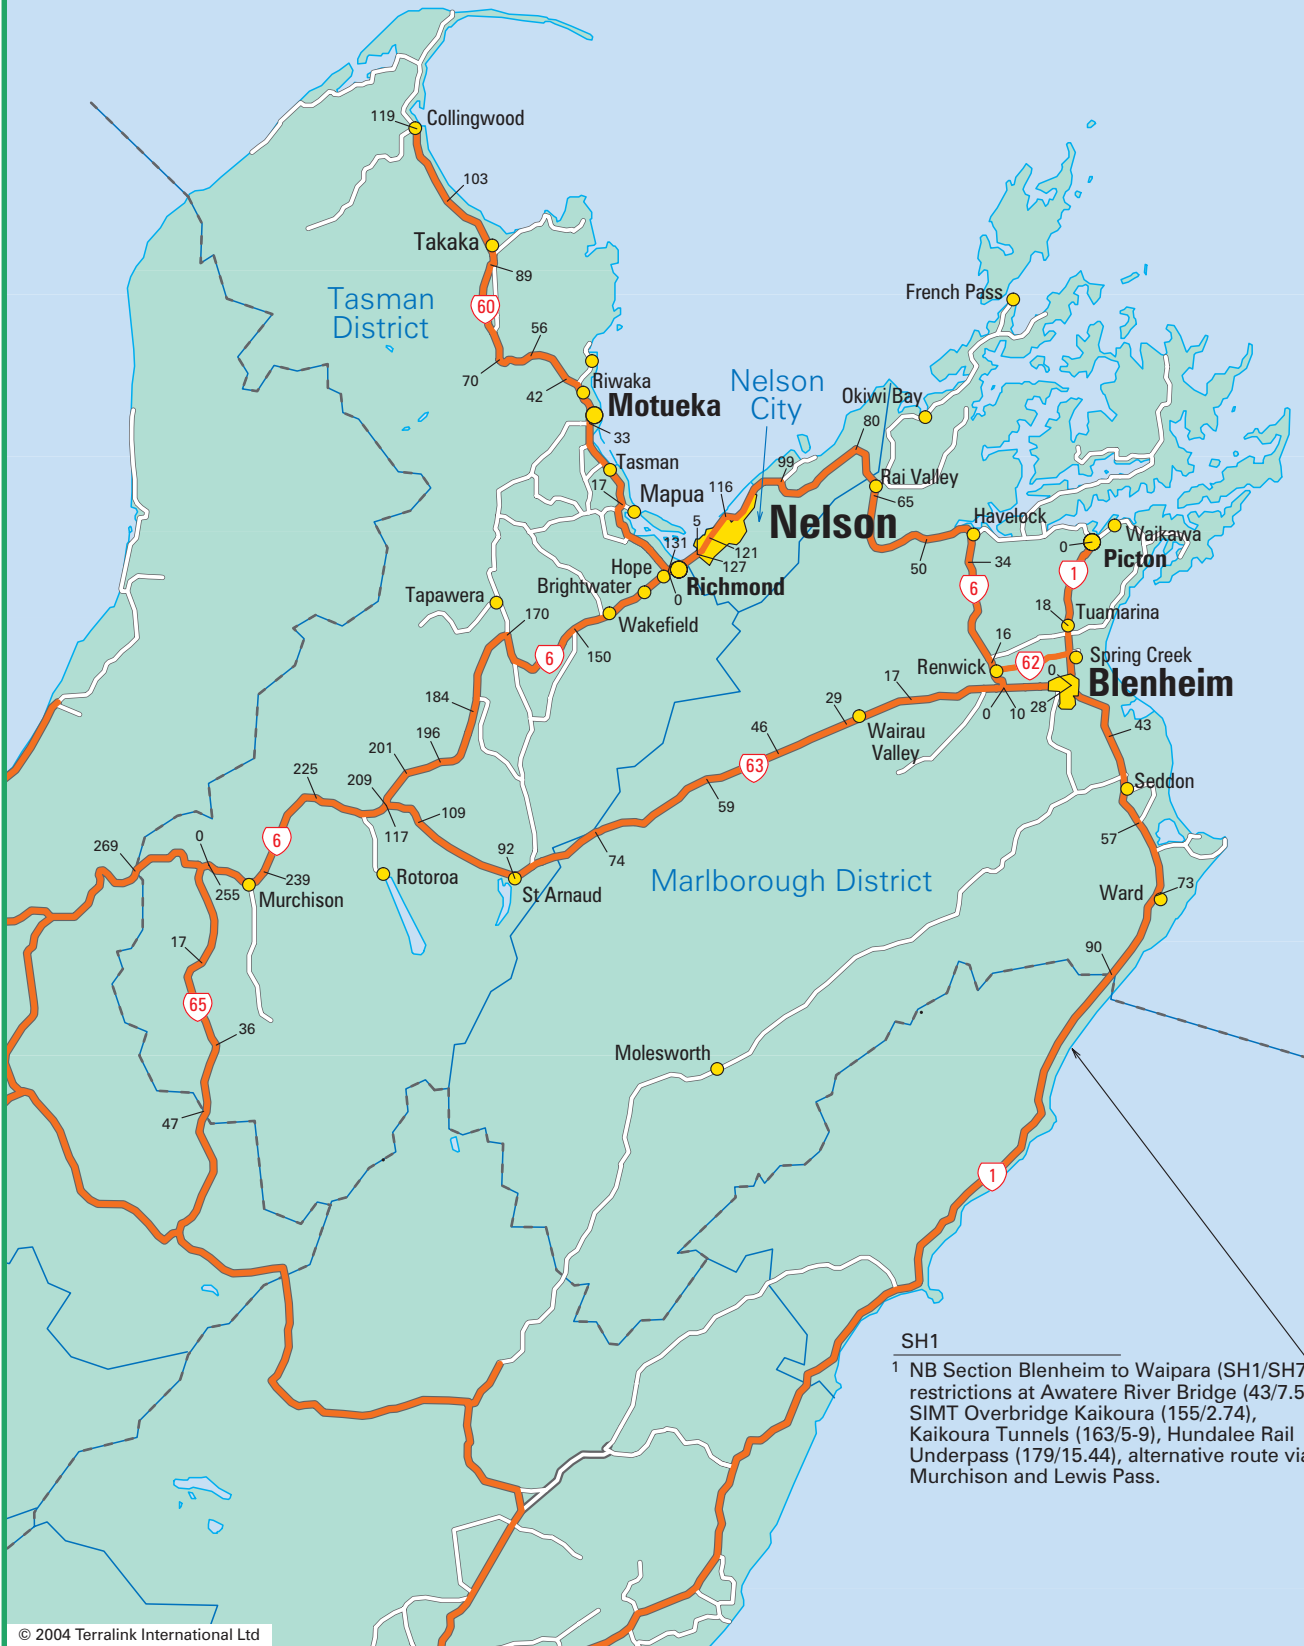 119
Collingwood
103
Takaka
89
60
Tasman
District
56
70
42
Riwaka
Motueka
33
Tasman
17
Mapua
French Pass
Nelson
City
Okiwi Bay
80
99
Rai Valley
65
116
Nelson
5
121
127
131
Hope
Richmond
0
Brightwater
Wakefield
Tapawera
170
6
150
50
Havelock
34
6
Waikawa
0
Picton
1
18
Tuamarina
16
62
Spring Creek
Renwick
0
Blenheim
0
10
28
43
184
17
29
Wairau
Valley
46
63
59
196
201
225
209
117
109
Seddon
57
269
0
6
255
239
Murchison
Rotoroa
92
St Arnaud
74
Marlborough District
Ward
73
90
17
65
36
47
Molesworth
1
SH1
1 NB Section Blenheim to Waipara (SH1/SH7
restrictions at Awatere River Bridge (43/7.5
SIMT Overbridge Kaikoura (155/2.74),
Kaikoura Tunnels (163/5-9), Hundalee Rail
Underpass (179/15.44), alternative route via
Murchison and Lewis Pass.
© 2004 Terralink International Ltd